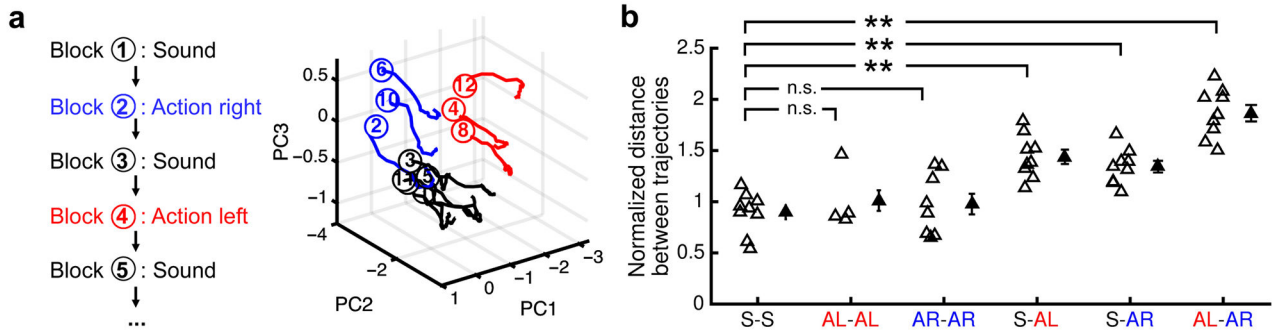 a
Block 1 : Sound
Block 2 : Action right
Block 3 : Sound
Block 4 : Action left
Block 5 : Sound
...
PC3
0.5
0
−0.5
−1
−4
−2
1
0
−1
−2
−3
PC2
PC1
6
10
2
12
4
8
3
1
5
b
Normalized distance
between trajectories
2.5
2
1.5
1
0.5
0
**
**
**
n.s.
n.s.
S-S
AL-AL
AR-AR
S-AL
S-AR
AL-AR